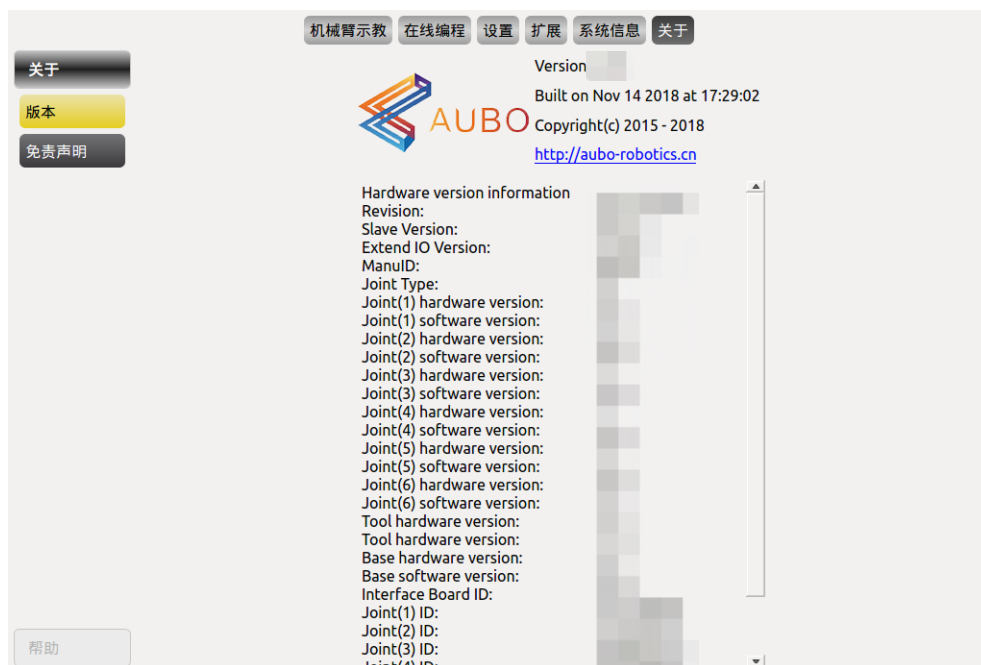 机械臂示教 在线编程 设置 扩展 系统信息 关于
关于
版本
免责声明
AUBO
Version
Built on Nov 14 2018 at 17:29:02
Copyright(c) 2015 - 2018
http://aubo-robotics.cn
Hardware version information
Revision:
Slave Version:
Extend IO Version:
ManuID:
Joint Type:
Joint(1) hardware version:
Joint(1) software version:
Joint(2) hardware version:
Joint(2) software version:
Joint(3) hardware version:
Joint(3) software version:
Joint(4) hardware version:
Joint(4) software version:
Joint(5) hardware version:
Joint(5) software version:
Joint(6) hardware version:
Joint(6) software version:
Tool hardware version:
Tool hardware version:
Base hardware version:
Base software version:
Interface Board ID:
Joint(1) ID:
Joint(2) ID:
Joint(3) ID:
Joint(4) ID:
帮助